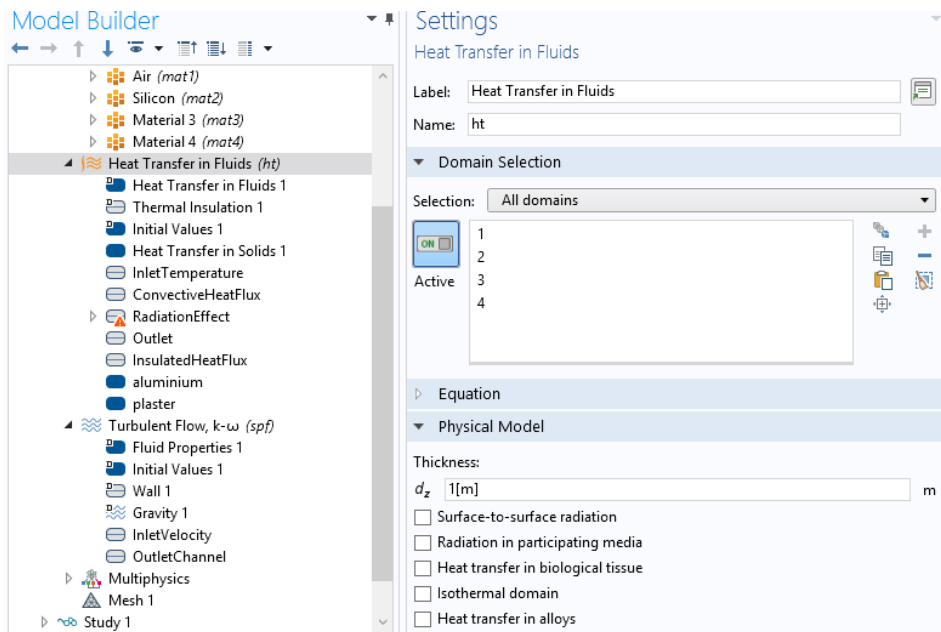 Model Builder
Air (mat1)
Silicon (mat2)
Material 3 (mat3)
Material 4 (mat4)
Heat Transfer in Fluids (ht)
Heat Transfer in Fluids 1
Thermal Insulation 1
Initial Values 1
Heat Transfer in Solids 1
InletTemperature
ConvectiveHeatFlux
RadiationEffect
Outlet
InsulatedHeatFlux
aluminium
plaster
Turbulent Flow, k-ω (spf)
Fluid Properties 1
Initial Values 1
Wall 1
Gravity 1
InletVelocity
OutletChannel
Multiphysics
Mesh 1
Study 1
Settings
Heat Transfer in Fluids
Label: Heat Transfer in Fluids
Name: ht
Domain Selection
Selection: All domains
ON
Active
1
2
3
4
Equation
Physical Model
Thickness:
dz 1[m] m
Surface-to-surface radiation
Radiation in participating media
Heat transfer in biological tissue
Isothermal domain
Heat transfer in alloys